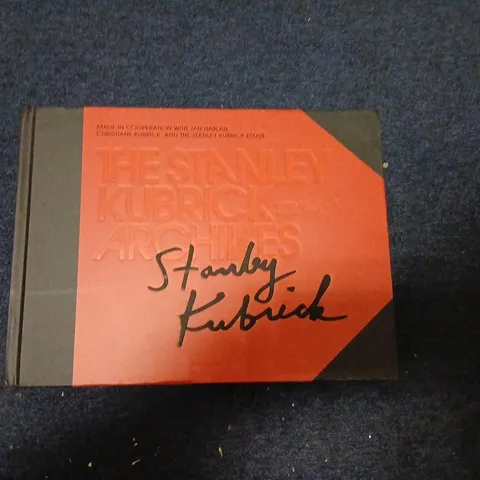 MADE IN COOPERATION WITH JAN HARLAN,
CHRISTIANE KUBRICK, AND THE STANLEY KUBRICK ESTATE
THE STANLEY
KUBRICK
ARCHIVES
Stanley
Kubrick